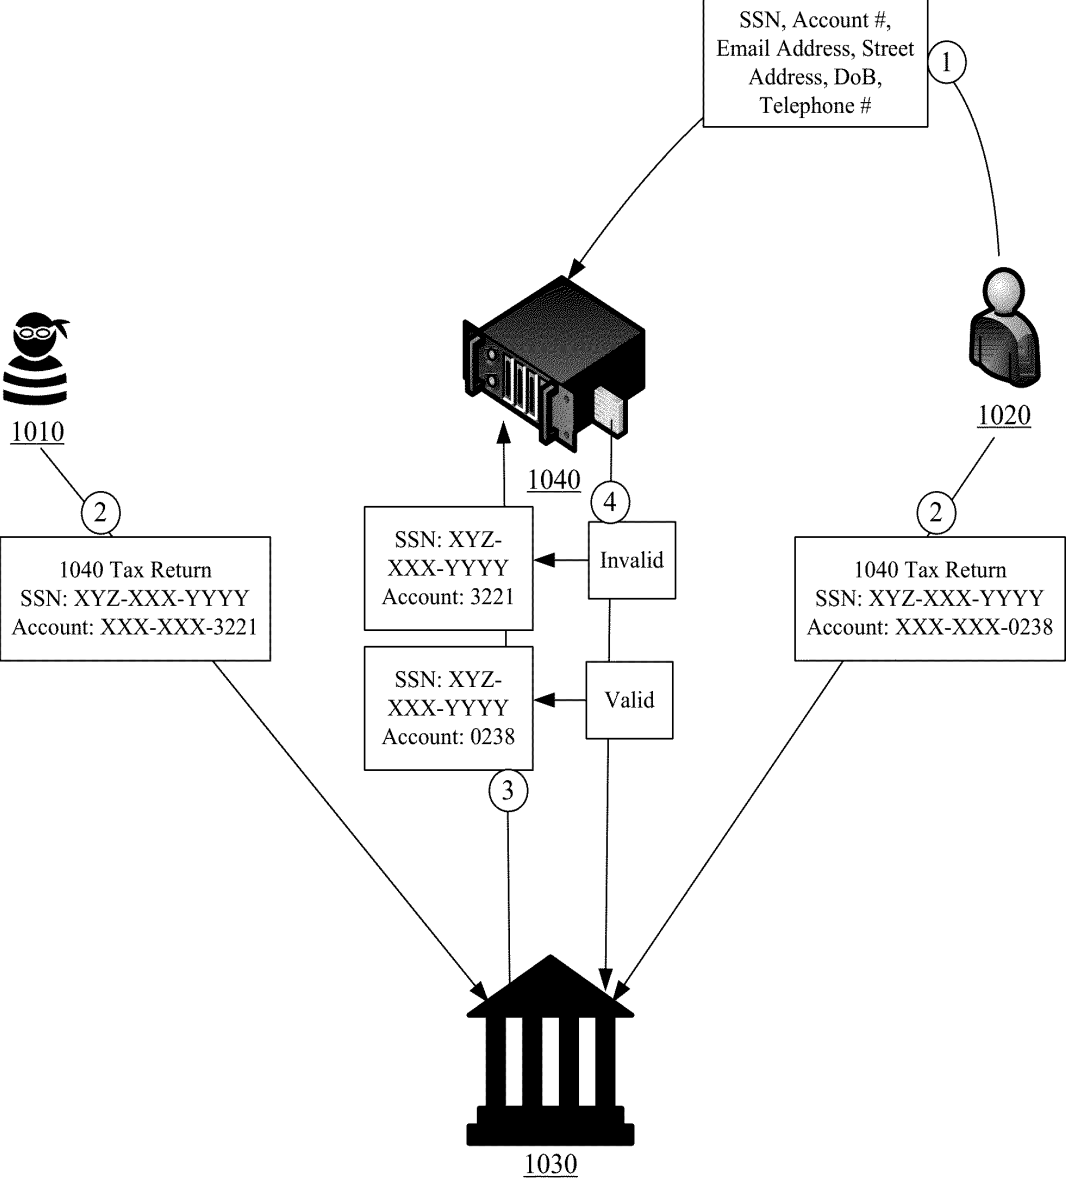 SSN, Account #,
Email Address, Street
Address, DoB,
Telephone #
1
1010
1020
1040
2
1040 Tax Return
SSN: XYZ-XXX-YYYY
Account: XXX-XXX-3221
SSN: XYZ-
XXX-YYYY
Account: 3221
4
Invalid
2
1040 Tax Return
SSN: XYZ-XXX-YYYY
Account: XXX-XXX-0238
SSN: XYZ-
XXX-YYYY
Account: 0238
Valid
3
1030